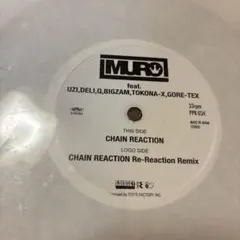 MURO
feat.
UZI,DELI,Q,BIGZAM,TOKONA-X,GORE-TEX
33rpm
THIS SIDE
CHAIN REACTION
LOGO SIDE
CHAIN REACTION Re-Reaction Remix